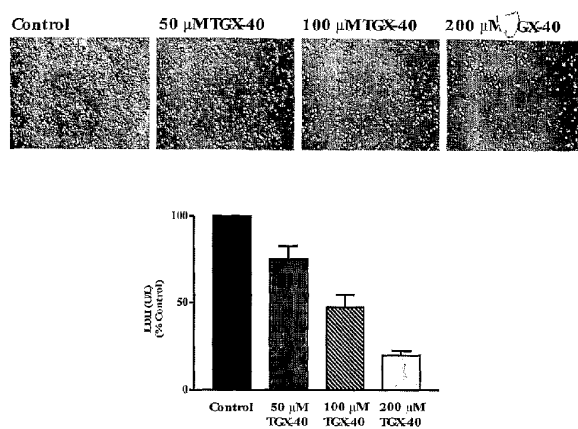 Control
50 μMTGX-40
100 μMTGX-40
200 μM GX-40
100
50
0
LDH (U/L)
(% Control)
Control
50 μM
TGX-40
100 μM
TGX-40
200 μM
TGX-40